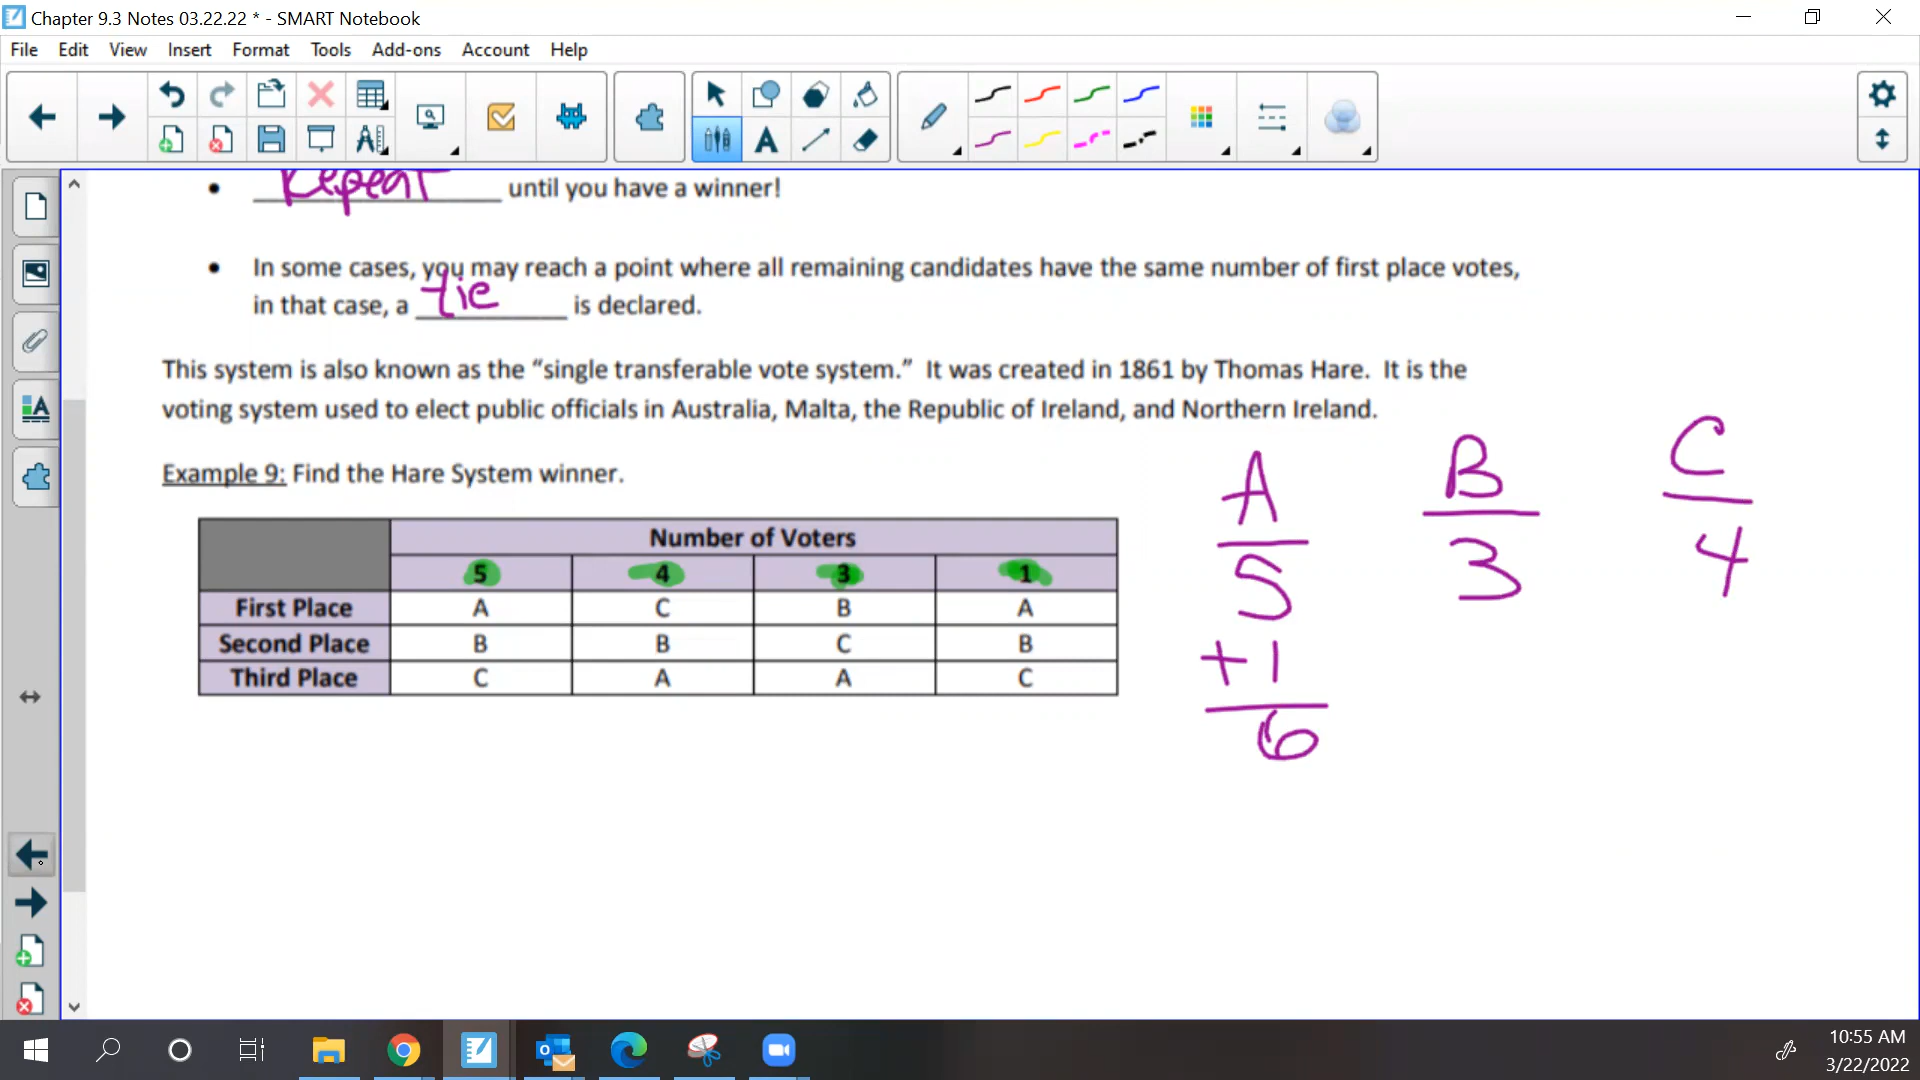 Chapter 9.3 Notes 03.22.22 * - SMART Notebook
File Edit View Insert Format Tools Add-ons Account Help
• Repeat until you have a winner!
• In some cases, you may reach a point where all remaining candidates have the same number of first place votes,
in that case, a tie is declared.
This system is also known as the “single transferable vote system.” It was created in 1861 by Thomas Hare. It is the
voting system used to elect public officials in Australia, Malta, the Republic of Ireland, and Northern Ireland.
Example 9: Find the Hare System winner.
Number of Voters
5 4 3 1
First Place A C B A
Second Place B B C B
Third Place C A A C
A B C
5 3 4
+1
6
10:55 AM
3/22/2022